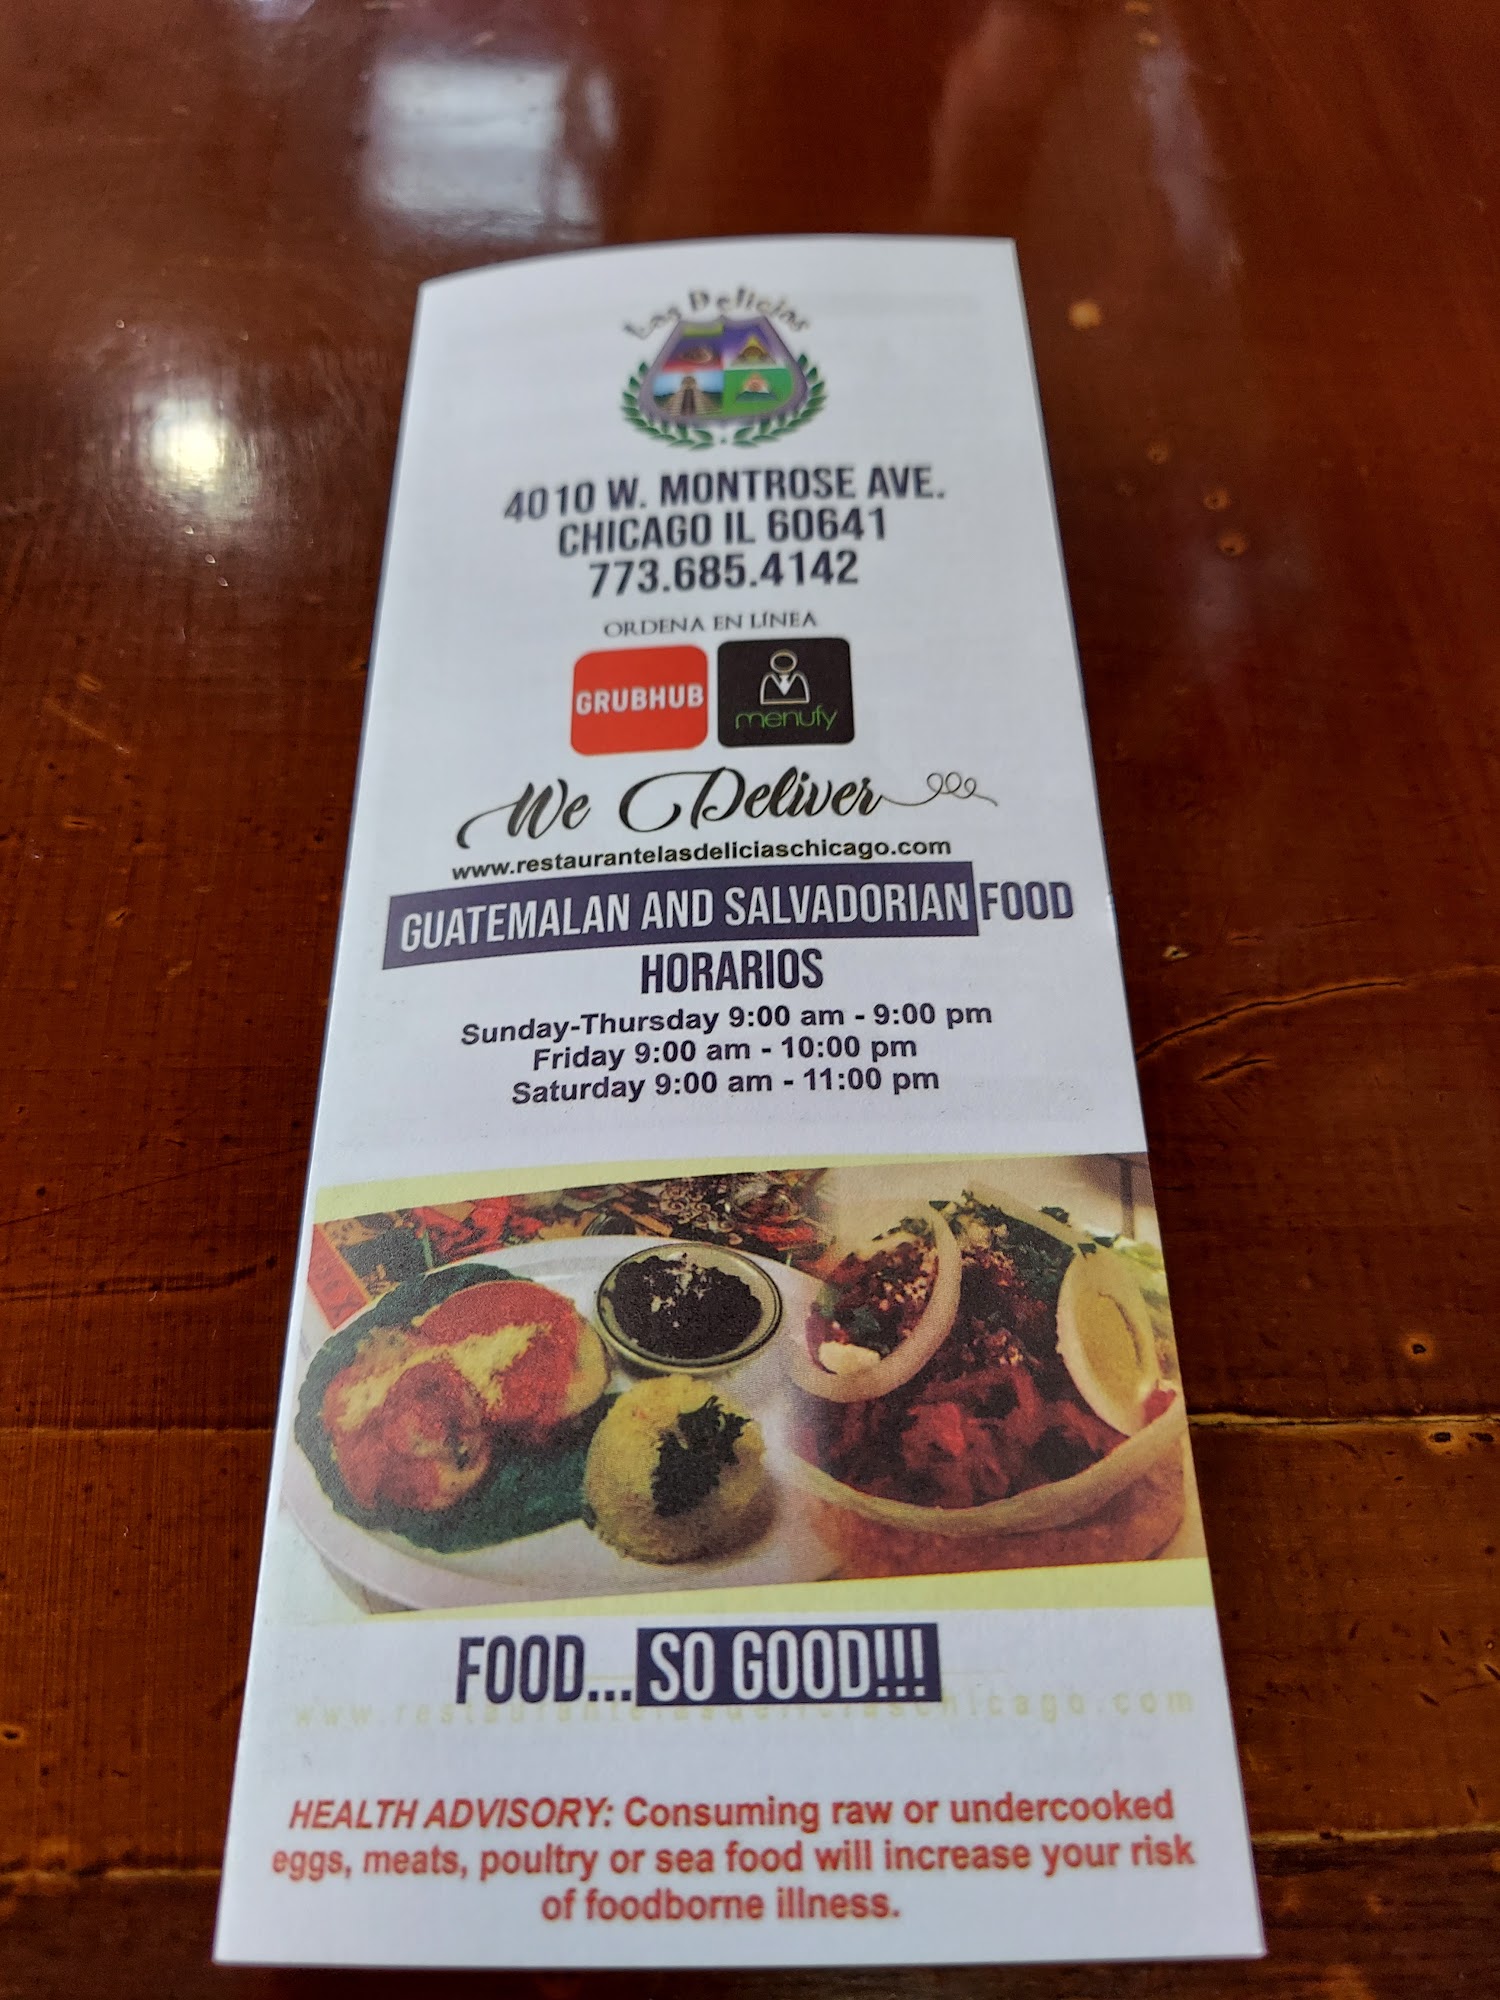 Las Delicias
4010 W. MONTROSE AVE.
CHICAGO IL 60641
773.685.4142
ORDENA EN LÍNEA
GRUBHUB
menufy
We Deliver
www.restaurantelasdeliciaschicago.com
GUATEMALAN AND SALVADORIAN FOOD
HORARIOS
Sunday-Thursday 9:00 am - 9:00 pm
Friday 9:00 am - 10:00 pm
Saturday 9:00 am - 11:00 pm
FOOD... SO GOOD!!!
www.restaurantelasdeliciaschicago.com
HEALTH ADVISORY: Consuming raw or undercooked
eggs, meats, poultry or sea food will increase your risk
of foodborne illness.